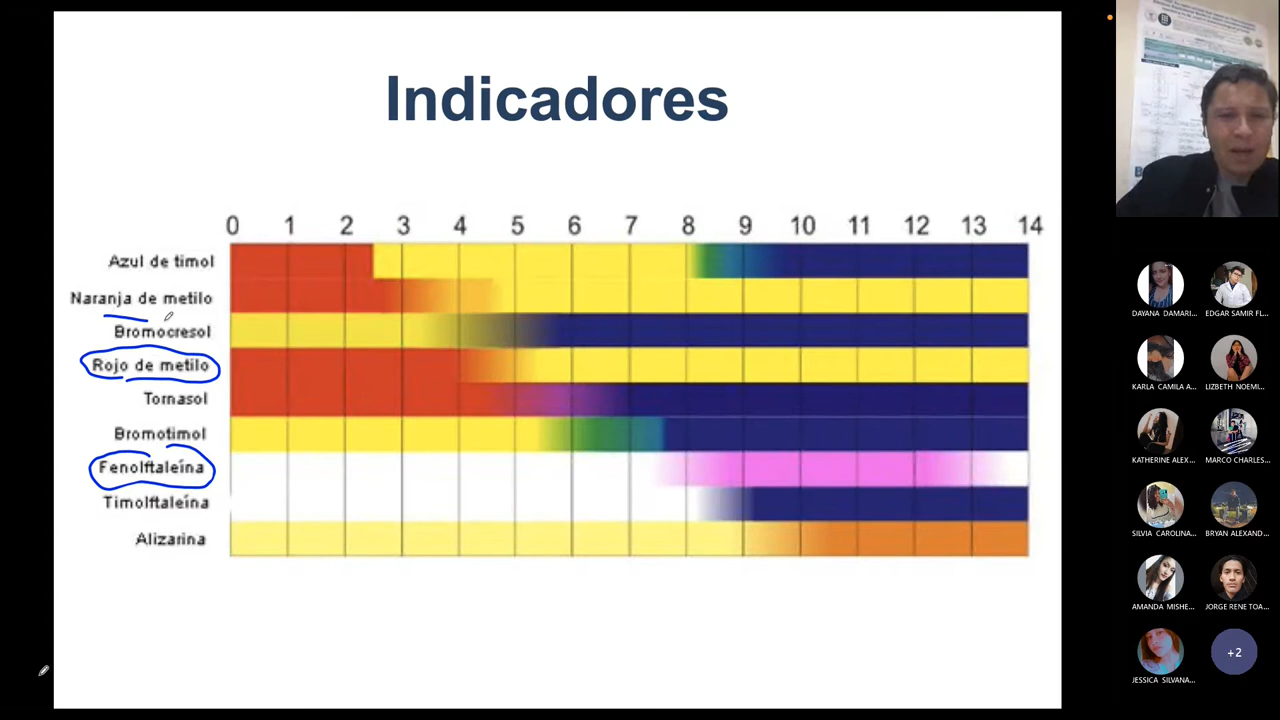 Indicadores
0 1 2 3 4 5 6 7 8 9 10 11 12 13 14
Azul de timol
Naranja de metilo
Bromocresol
Rojo de metilo
Tornasol
Bromotimol
Fenolftaleína
Timolftaleína
Alizarina
DAYANA DAMARI...
EDGAR SAMIR FL...
KARLA CAMILA A...
LIZBETH NOEMI...
KATHERINE ALEX...
MARCO CHARLES...
SILVIA CAROLINA...
BRYAN ALEXAND...
AMANDA MISHE...
JORGE RENE TOA...
JESSICA SILVANA...
+2